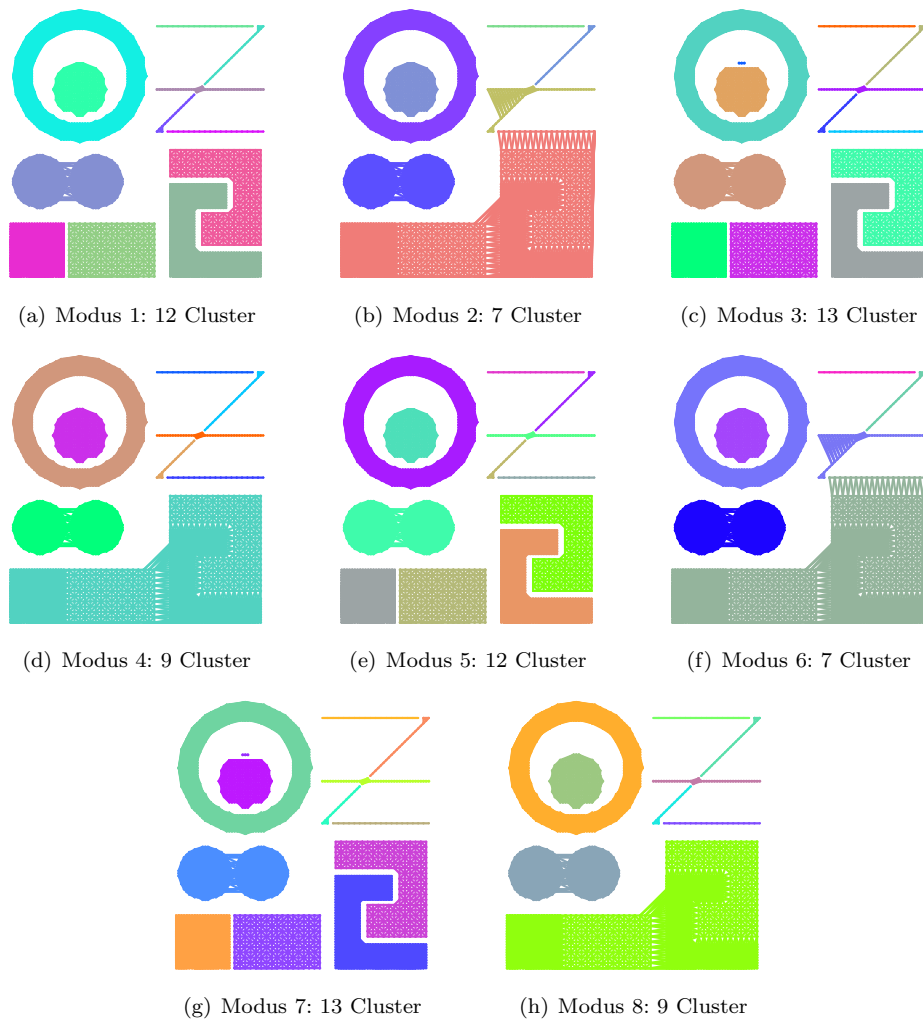 (a) Modus 1: 12 Cluster
(b) Modus 2: 7 Cluster
(c) Modus 3: 13 Cluster
(d) Modus 4: 9 Cluster
(e) Modus 5: 12 Cluster
(f) Modus 6: 7 Cluster
(g) Modus 7: 13 Cluster
(h) Modus 8: 9 Cluster